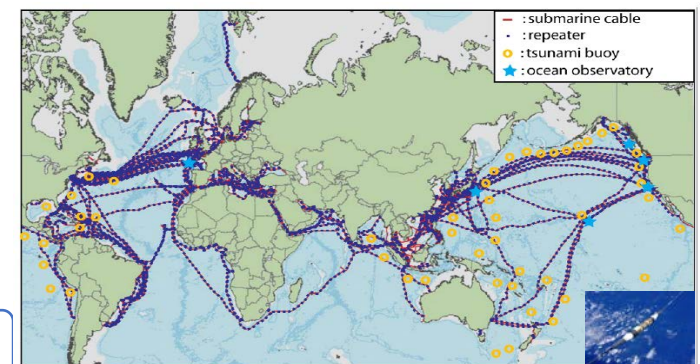 : submarine cable
: repeater
: tsunami buoy
: ocean observatory